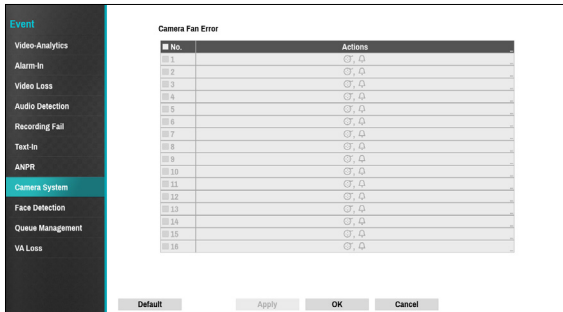 Event
Video-Analytics
Alarm-In
Video Loss
Audio Detection
Recording Fail
Text-In
ANPR
Camera System
Face Detection
Queue Management
VA Loss
Camera Fan Error
No. Actions ...
1 , ...
2 , ...
3 , ...
4 , ...
5 , ...
6 , ...
7 , ...
8 , ...
9 , ...
10 , ...
11 , ...
12 , ...
13 , ...
14 , ...
15 , ...
16 , ...
Default Apply OK Cancel